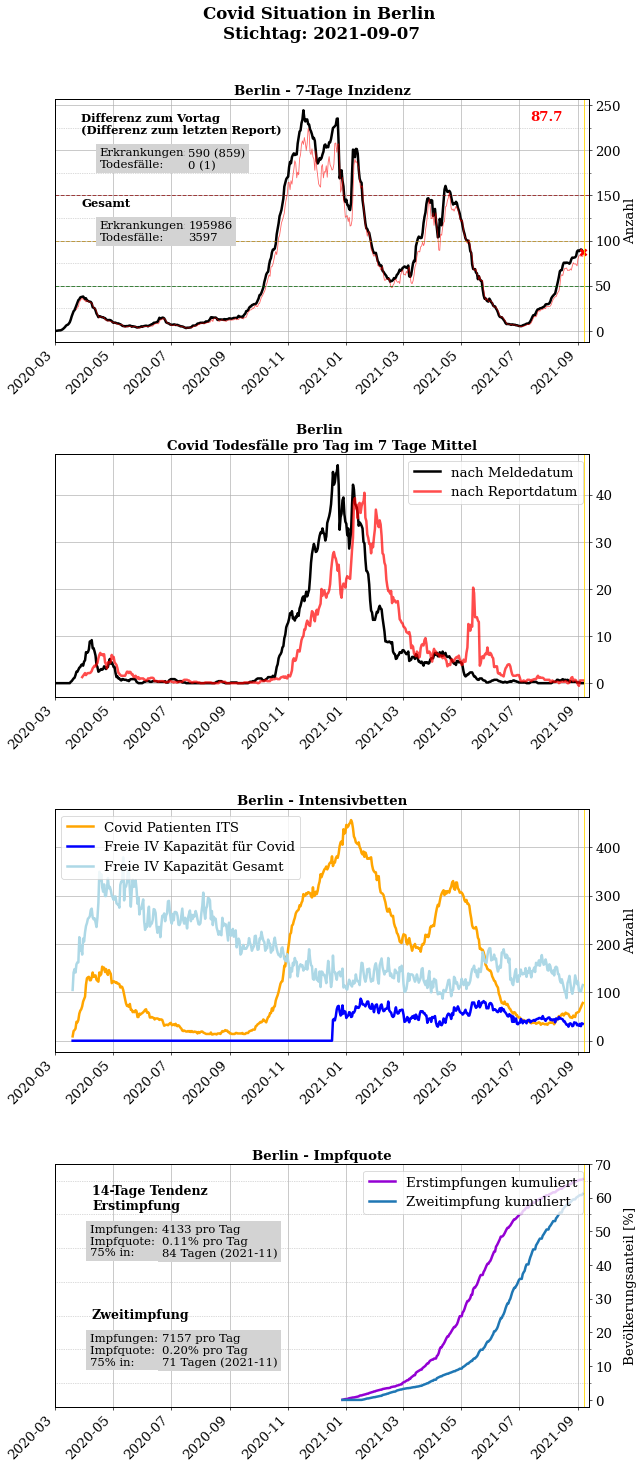 Covid Situation in Berlin
Stichtag: 2021-09-07
Berlin - 7-Tage Inzidenz
Differenz zum Vortag
(Differenz zum letzten Report)
Erkrankungen 590 (859)
Todesfälle: 0 (1)
Gesamt
Erkrankungen 195986
Todesfälle: 3597
87.7
250
200
150
100
50
0
Anzahl
2020-03
2020-05
2020-07
2020-09
2020-11
2021-01
2021-03
2021-05
2021-07
2021-09
Berlin
Covid Todesfälle pro Tag im 7 Tage Mittel
nach Meldedatum
nach Reportdatum
40
30
20
10
0
2020-03
2020-05
2020-07
2020-09
2020-11
2021-01
2021-03
2021-05
2021-07
2021-09
Berlin - Intensivbetten
Covid Patienten ITS
Freie IV Kapazität für Covid
Freie IV Kapazität Gesamt
400
300
200
100
0
Anzahl
2020-03
2020-05
2020-07
2020-09
2020-11
2021-01
2021-03
2021-05
2021-07
2021-09
Berlin - Impfquote
14-Tage Tendenz
Erstimpfung
Impfungen: 4133 pro Tag
Impfquote: 0.11% pro Tag
75% in: 84 Tagen (2021-11)
Zweitimpfung
Impfungen: 7157 pro Tag
Impfquote: 0.20% pro Tag
75% in: 71 Tagen (2021-11)
Erstimpfungen kumuliert
Zweitimpfung kumuliert
70
60
50
40
30
20
10
0
Bevölkerungsanteil [%]
2020-03
2020-05
2020-07
2020-09
2020-11
2021-01
2021-03
2021-05
2021-07
2021-09